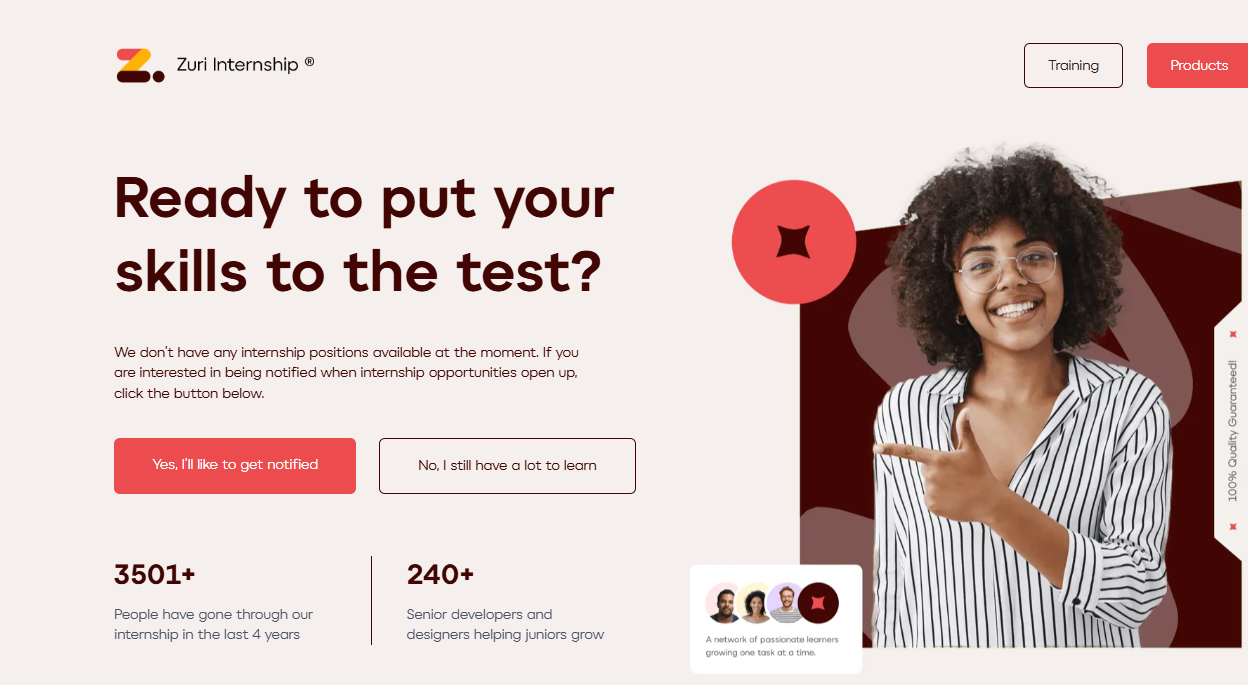 Zuri Internship ®
Training
Products
Ready to put your
skills to the test?
We don't have any internship positions available at the moment. If you
are interested in being notified when internship opportunities open up,
click the button below.
Yes, I'll like to get notified
No, I still have a lot to learn
3501+
People have gone through our
internship in the last 4 years
240+
Senior developers and
designers helping juniors grow
A network of passionate learners
growing one task at a time.
100% Quality Guaranteed!